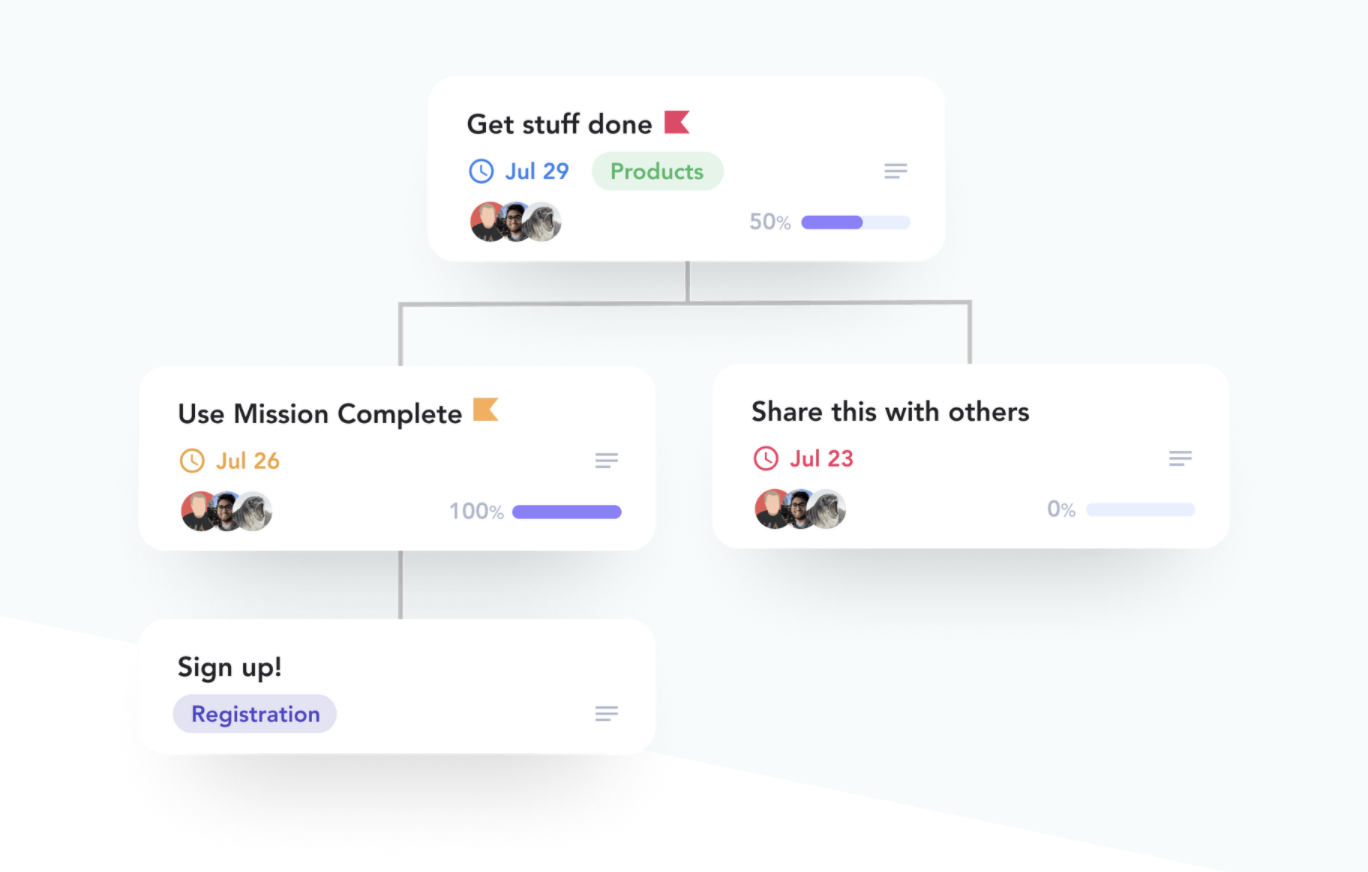 Get stuff done
Jul 29 Products
50%
Use Mission Complete
Jul 26
100%
Share this with others
Jul 23
0%
Sign up!
Registration